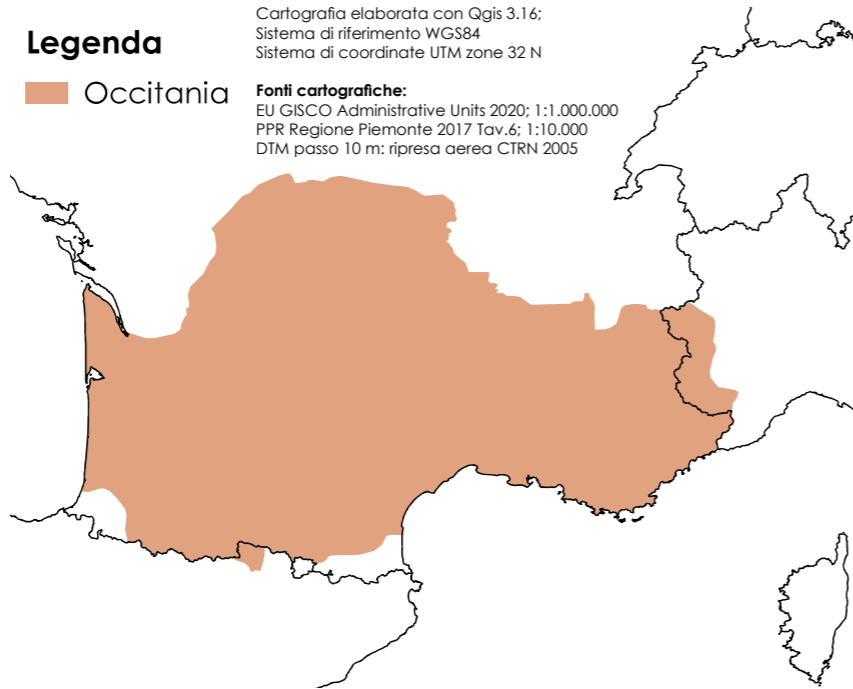 Legenda
Occitania
Cartografia elaborata con Qgis 3.16;
Sistema di riferimento WGS84
Sistema di coordinate UTM zone 32 N
Fonti cartografiche:
EU GISCO Administrative Units 2020; 1:1.000.000
PPR Regione Piemonte 2017 Tav.6; 1:10.000
DTM passo 10 m: ripresa aerea CTRN 2005